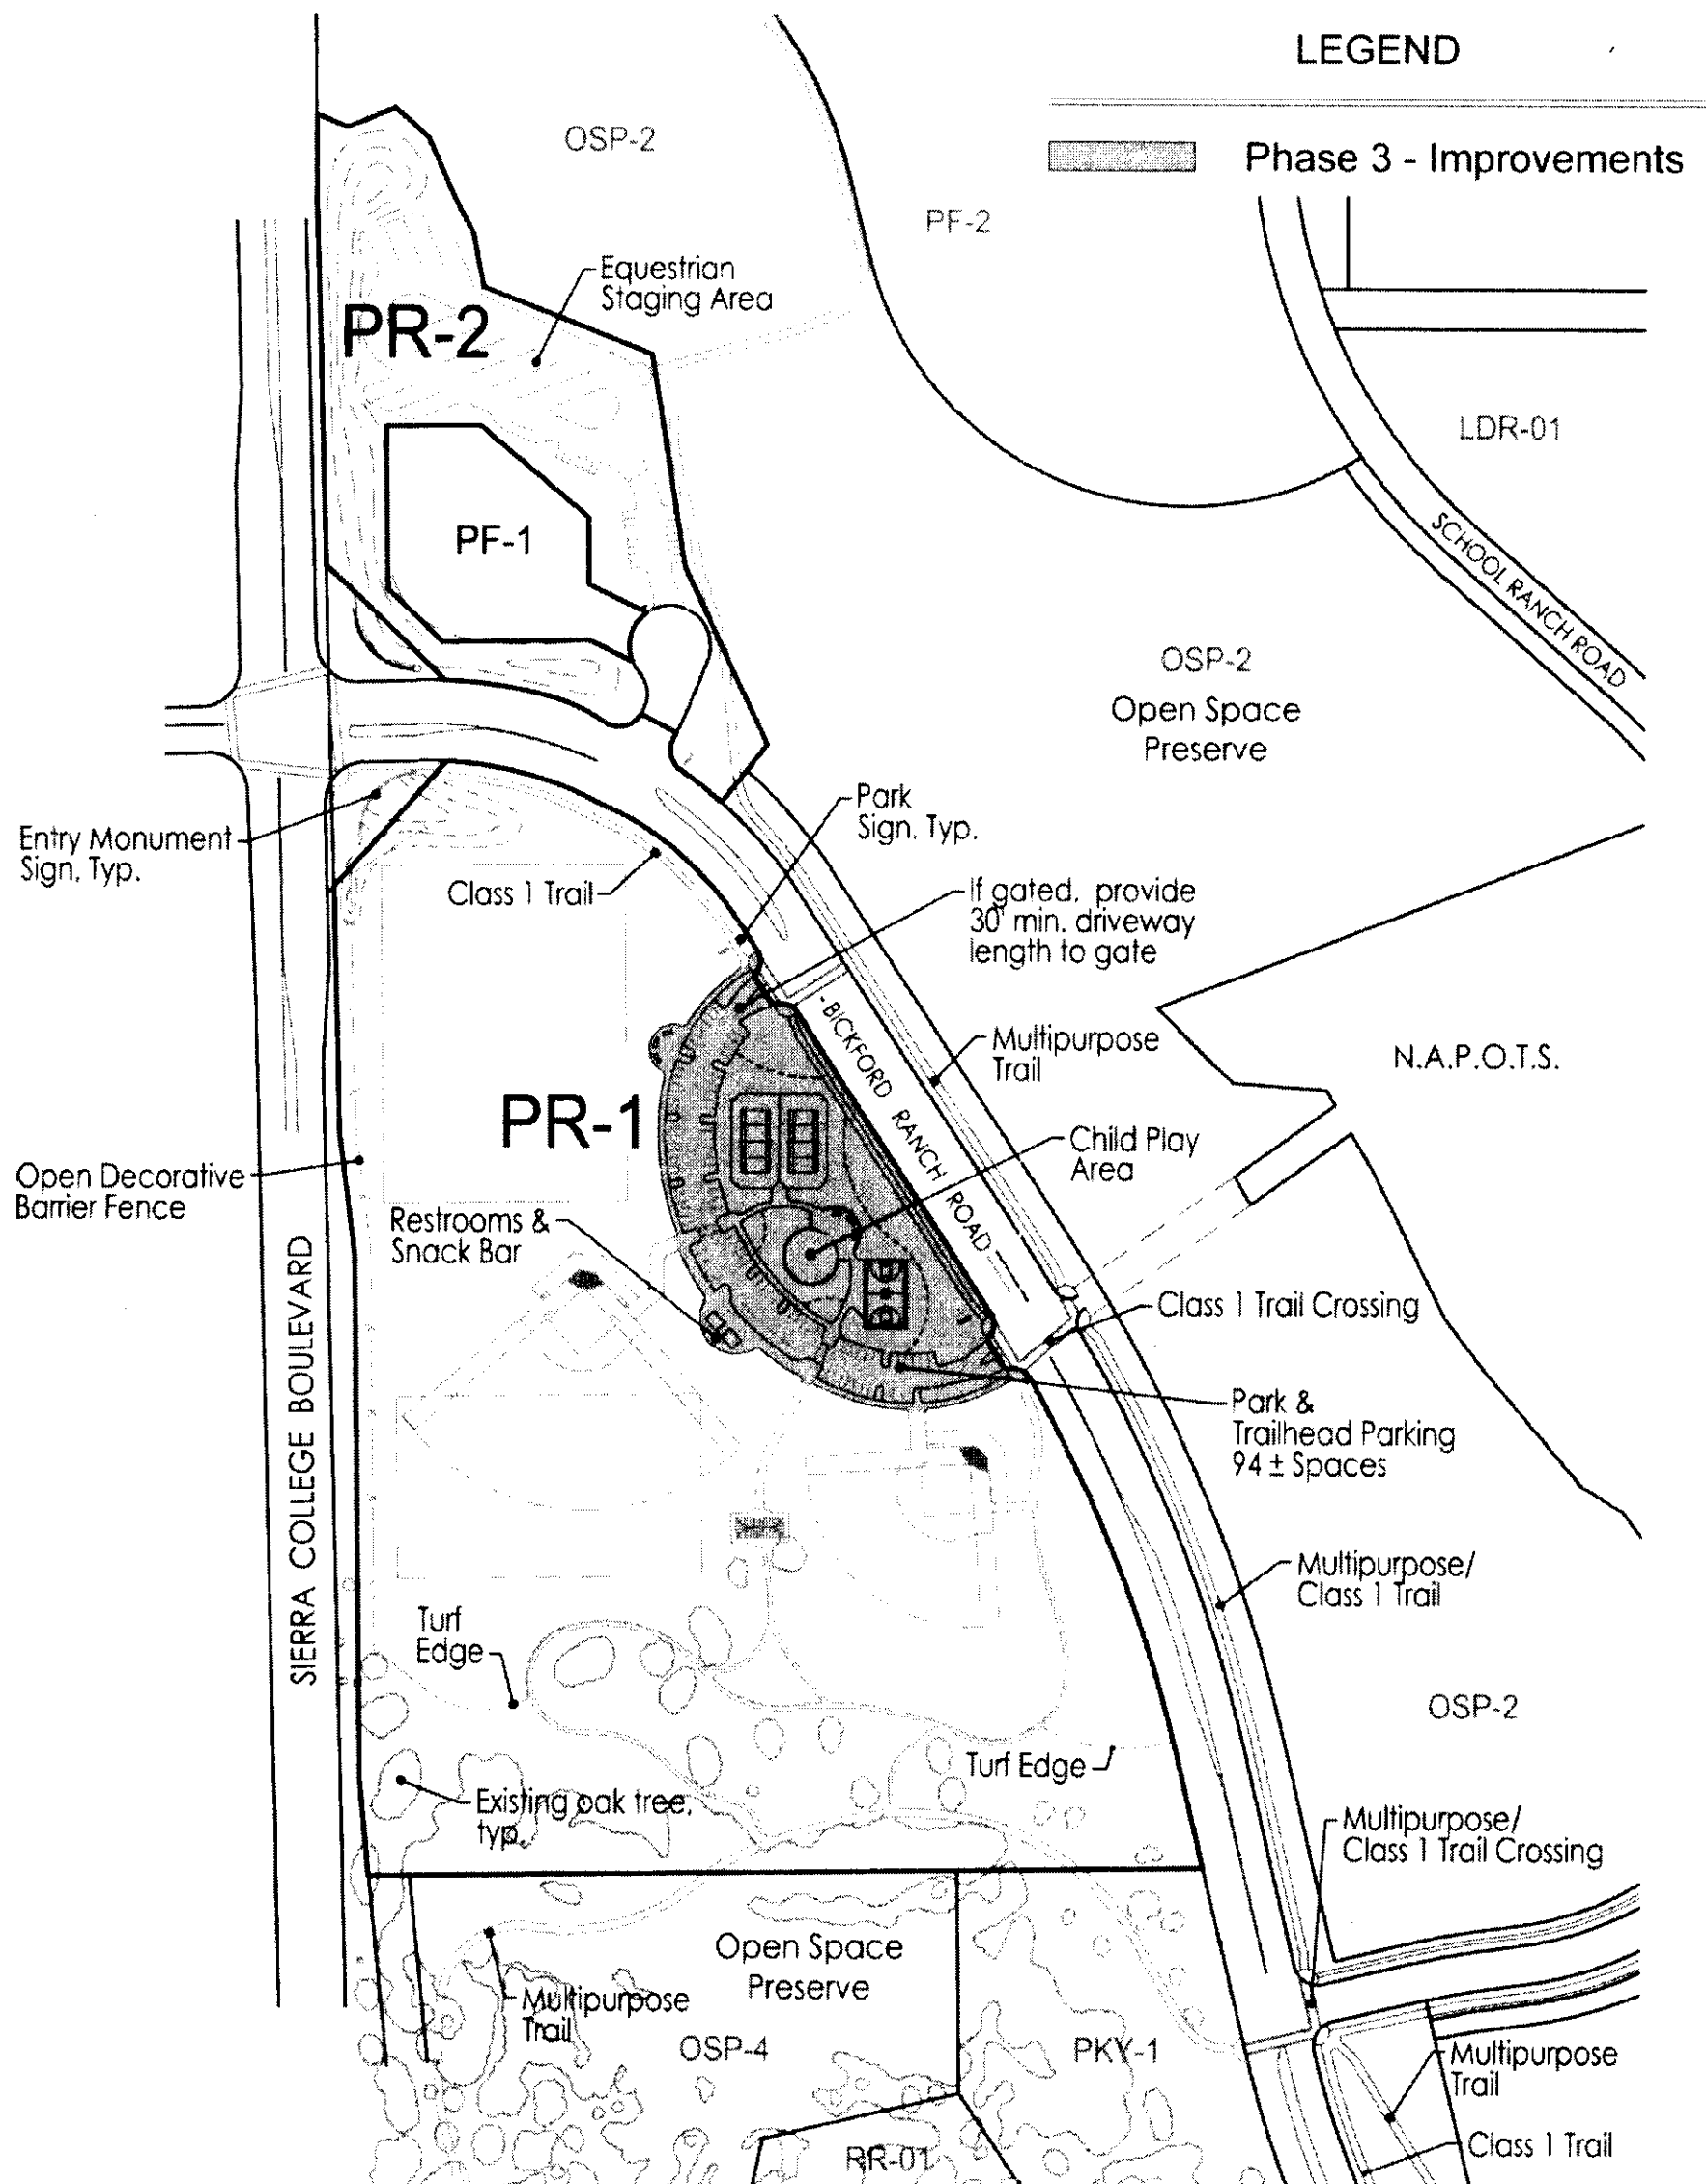 LEGEND
Phase 3 - Improvements
OSP-2
PF-2
Equestrian
Staging Area
PR-2
LDR-01
PF-1
SCHOOL RANCH ROAD
OSP-2
Open Space
Preserve
Park
Sign. Typ.
Entry Monument
Sign. Typ.
Class 1 Trail
If gated, provide
30' min. driveway
length to gate
BICKFORD RANCH ROAD
Multipurpose
Trail
N.A.P.O.T.S.
PR-1
Child Play
Area
Open Decorative
Barrier Fence
Restrooms &
Snack Bar
SIERRA COLLEGE BOULEVARD
Class 1 Trail Crossing
Park &
Trailhead Parking
94 ± Spaces
Multipurpose/
Class 1 Trail
Turf
Edge
OSP-2
Turf Edge
Existing oak tree,
typ.
Multipurpose/
Class 1 Trail Crossing
Open Space
Preserve
Multipurpose
Trail
OSP-4
PKY-1
Multipurpose
Trail
Class 1 Trail
RR-01